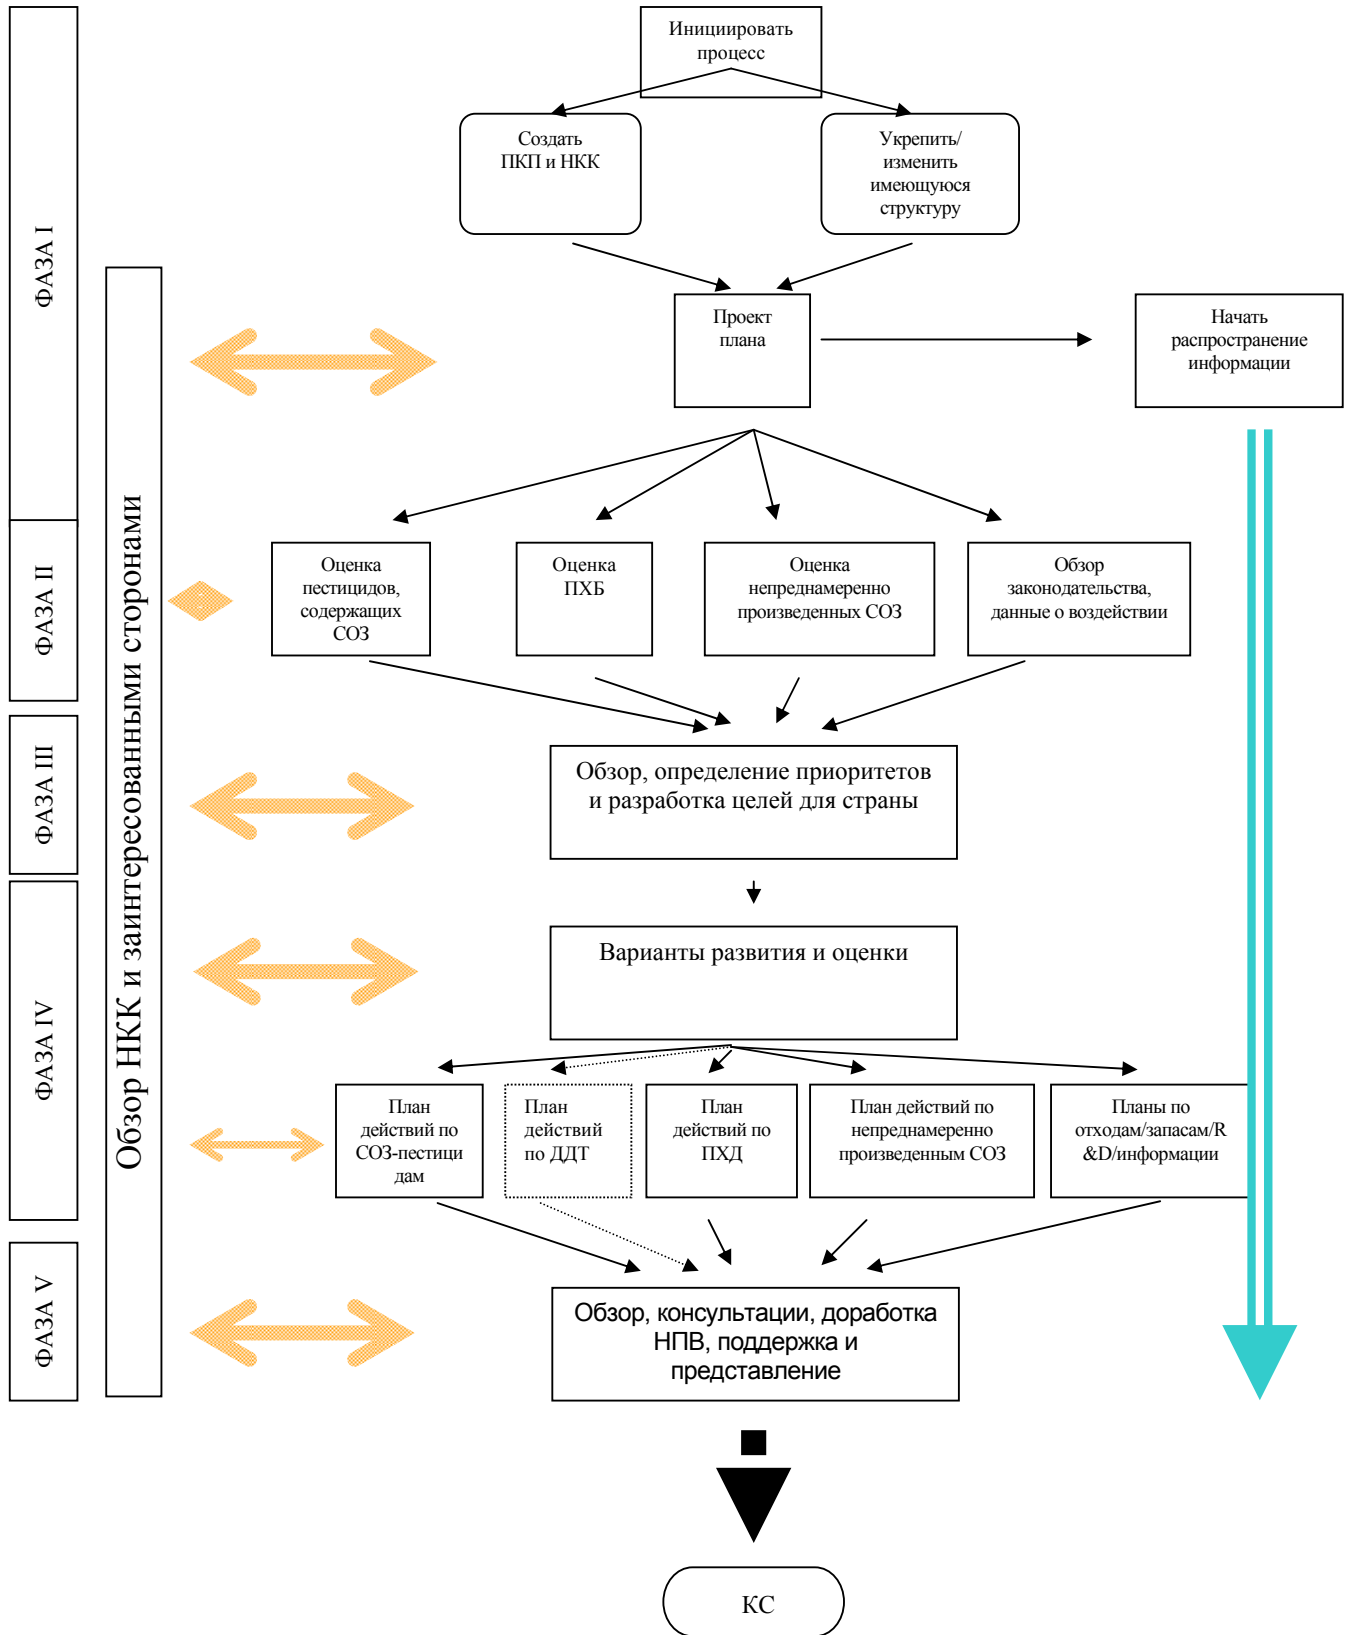 Инициировать
процесс
Создать
ПКП и НКК
Укрепить/
изменить
имеющуюся
структуру
ФАЗА I
Проект
плана
Начать
распространение
информации
Обзор НКК и заинтересованными сторонами
ФАЗА II
Оценка
пестицидов,
содержащих
СОЗ
Оценка
ПХБ
Оценка
непреднамеренно
произведенных СОЗ
Обзор
законодательства,
данные о воздействии
ФАЗА III
Обзор, определение приоритетов
и разработка целей для страны
ФАЗА IV
Варианты развития и оценки
План
действий по
СОЗ-пестици
дам
План
действий
по ДДТ
План
действий по
ПХД
План действий по
непреднамеренно
произведенным СОЗ
Планы по
отходам/запасам/R
&D/информации
ФАЗА V
Обзор, консультации, доработка
НПВ, поддержка и
представление
КС